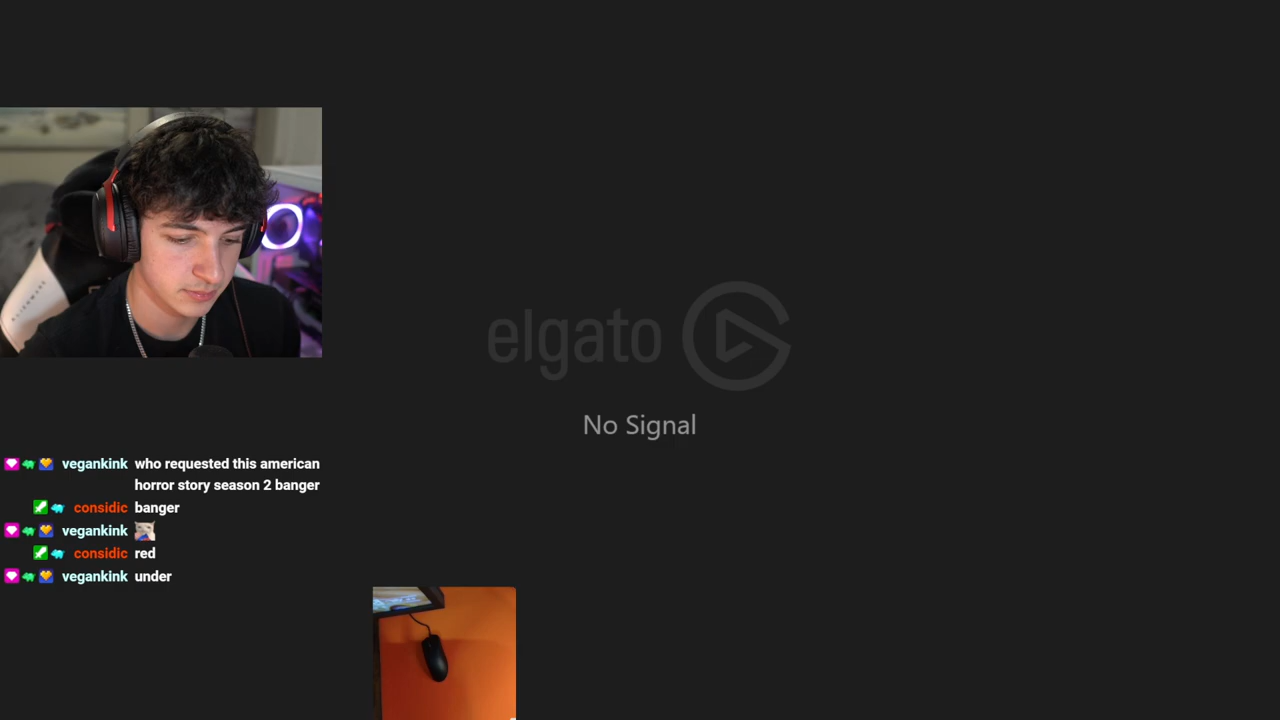 elgato
No Signal
vegankink who requested this american
horror story season 2 banger
considic banger
vegankink
considic red
vegankink under